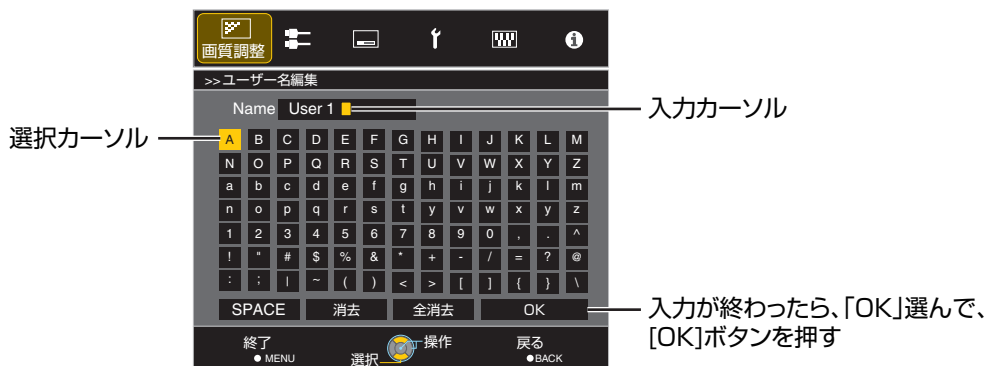 画質調整
>>ユーザー名編集
Name User 1
入力カーソル
選択カーソル
A B C D E F G H I J K L M
N O P Q R S T U V W X Y Z
a b c d e f g h i j k l m
n o p q r s t y v w x y z
1 2 3 4 5 6 7 8 9 0 , . ^
! " # $ % & * + - / = ? @
: ; | ~ ( ) < > [ ] { } \
SPACE 消去 全消去 OK
入力が終わったら、「OK」選んで、
[OK]ボタンを押す
終了 操作 戻る
●MENU 選択 ●BACK